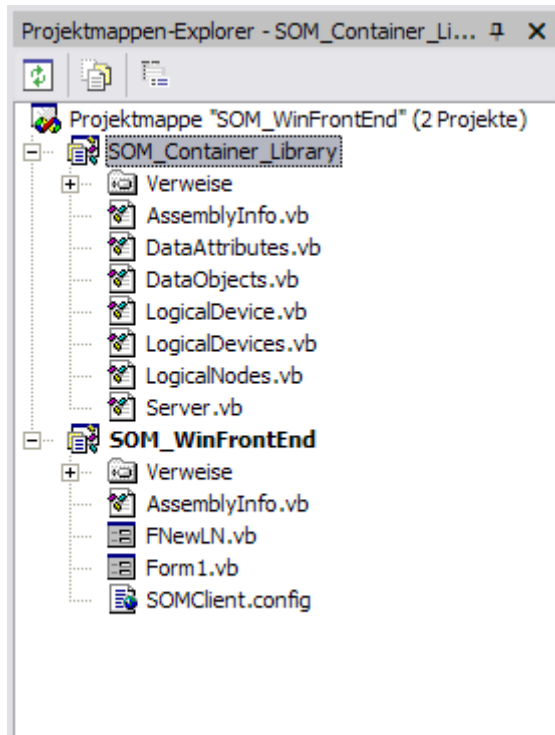 Projektmappen-Explorer - SOM_Container_Li...
Projektmappe "SOM_WinFrontEnd" (2 Projekte)
SOM_Container_Library
Verweise
AssemblyInfo.vb
DataAttributes.vb
DataObjects.vb
LogicalDevice.vb
LogicalDevices.vb
LogicalNodes.vb
Server.vb
SOM_WinFrontEnd
Verweise
AssemblyInfo.vb
FNewLN.vb
Form1.vb
SOMClient.config